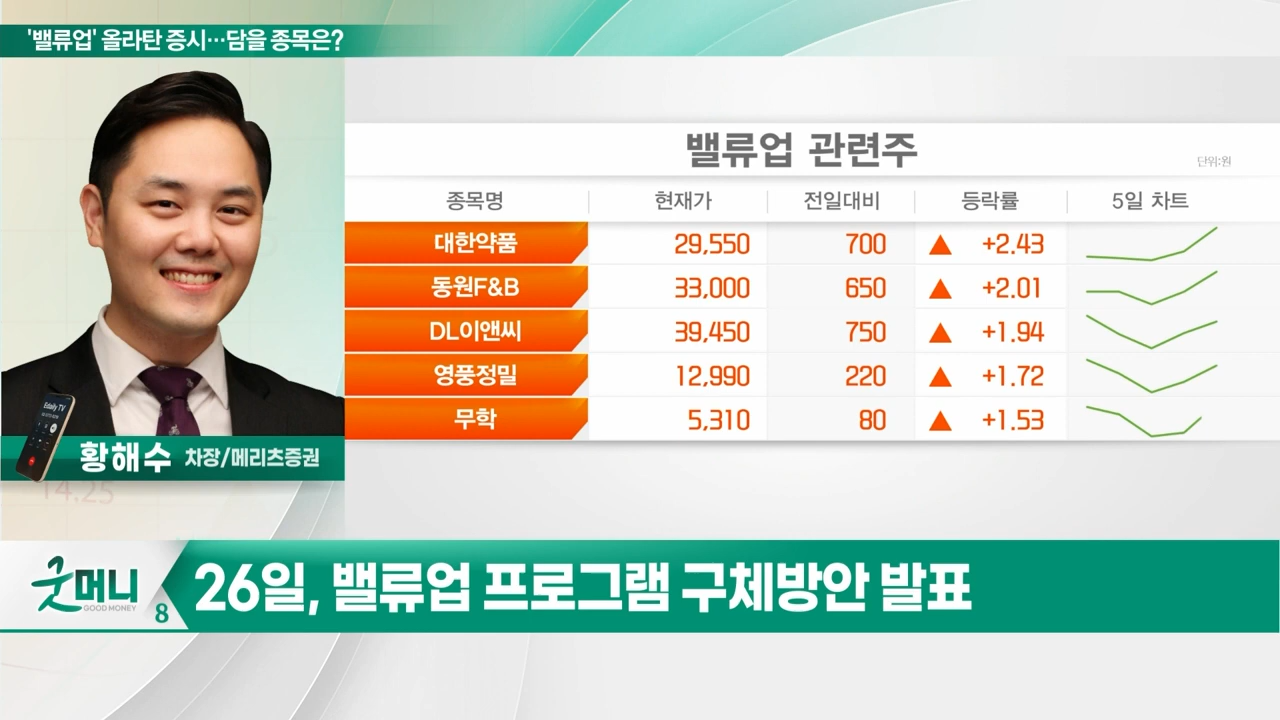 '밸류업' 올라탄 증시…담을 종목은?
밸류업 관련주
단위:원
종목명 현재가 전일대비 등락률 5일 차트
대한약품 29,550 700 ▲ +2.43
동원F&B 33,000 650 ▲ +2.01
DL이앤씨 39,450 750 ▲ +1.94
영풍정밀 12,990 220 ▲ +1.72
무학 5,310 80 ▲ +1.53
Edaily TV
황해수 차장/메리츠증권
14.25
굿머니
GOOD MONEY
8
26일, 밸류업 프로그램 구체방안 발표